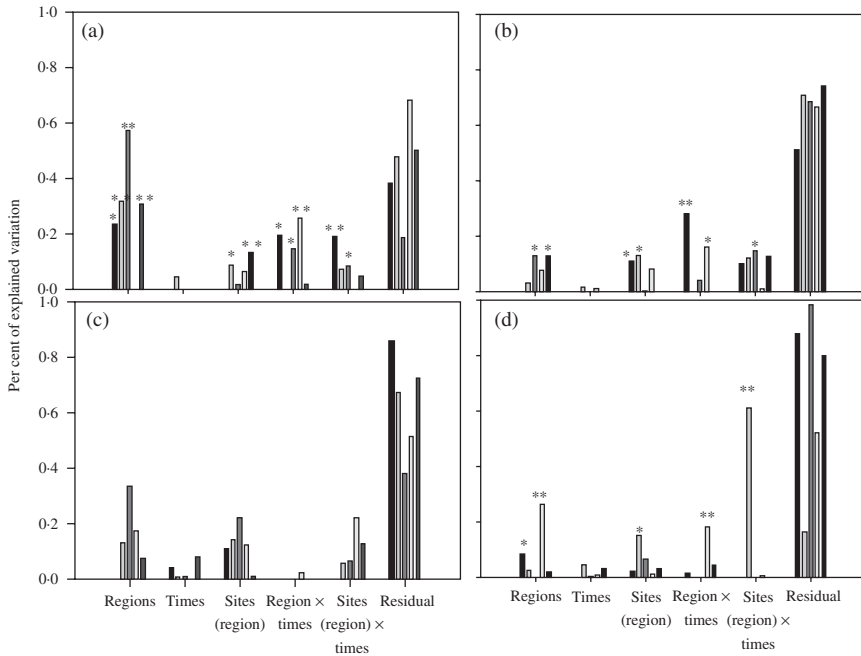 (a)
(b)
(c)
(d)
Per cent of explained variation
1·0
0·8
0·6
0·4
0·2
0·0
1·0
0·8
0·6
0·4
0·2
0·0
** 
* * * *
*
* * *
* * * * *
* * *
* *
* *
** *
*
* **
*
** **
Regions Times Sites Region × Sites Residual
(region) times (region) ×
times
Regions Times Sites Region × Sites Residual
(region) times (region) ×
times